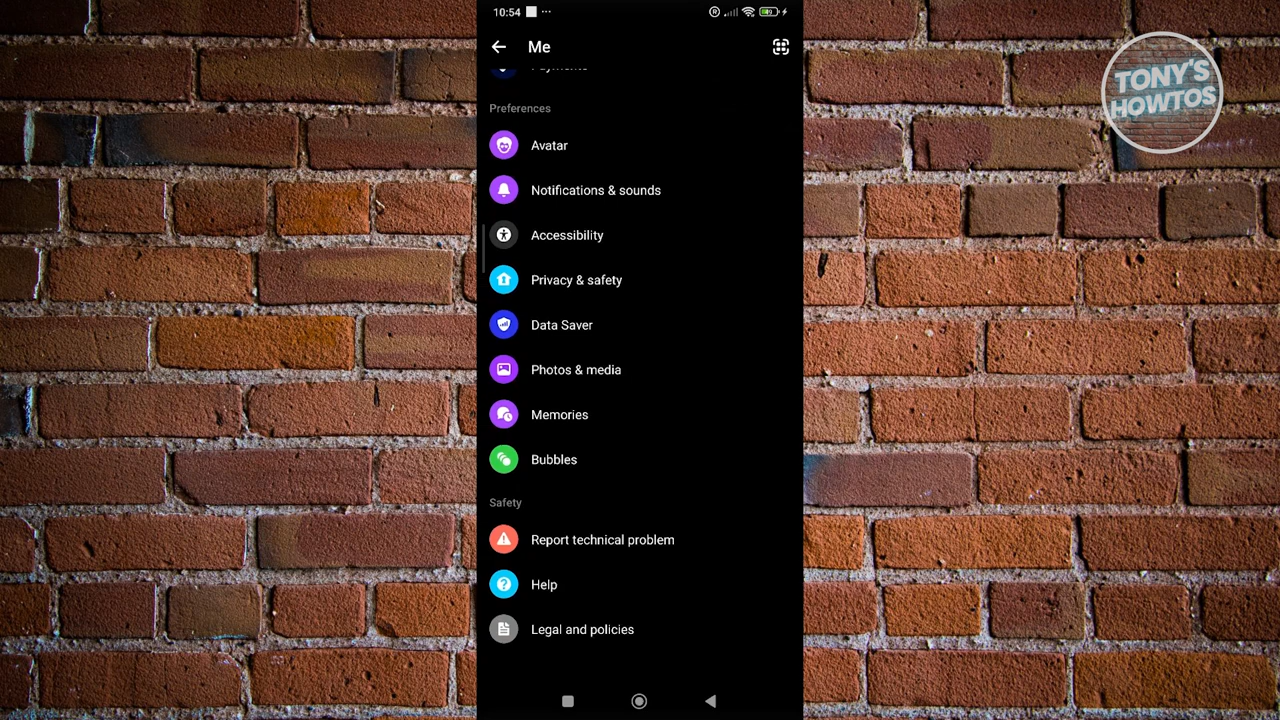 10:54
Me
TONY'S
HOWTOS
Payments
Preferences
Avatar
Notifications & sounds
Accessibility
Privacy & safety
Data Saver
Photos & media
Memories
Bubbles
Safety
Report technical problem
Help
Legal and policies